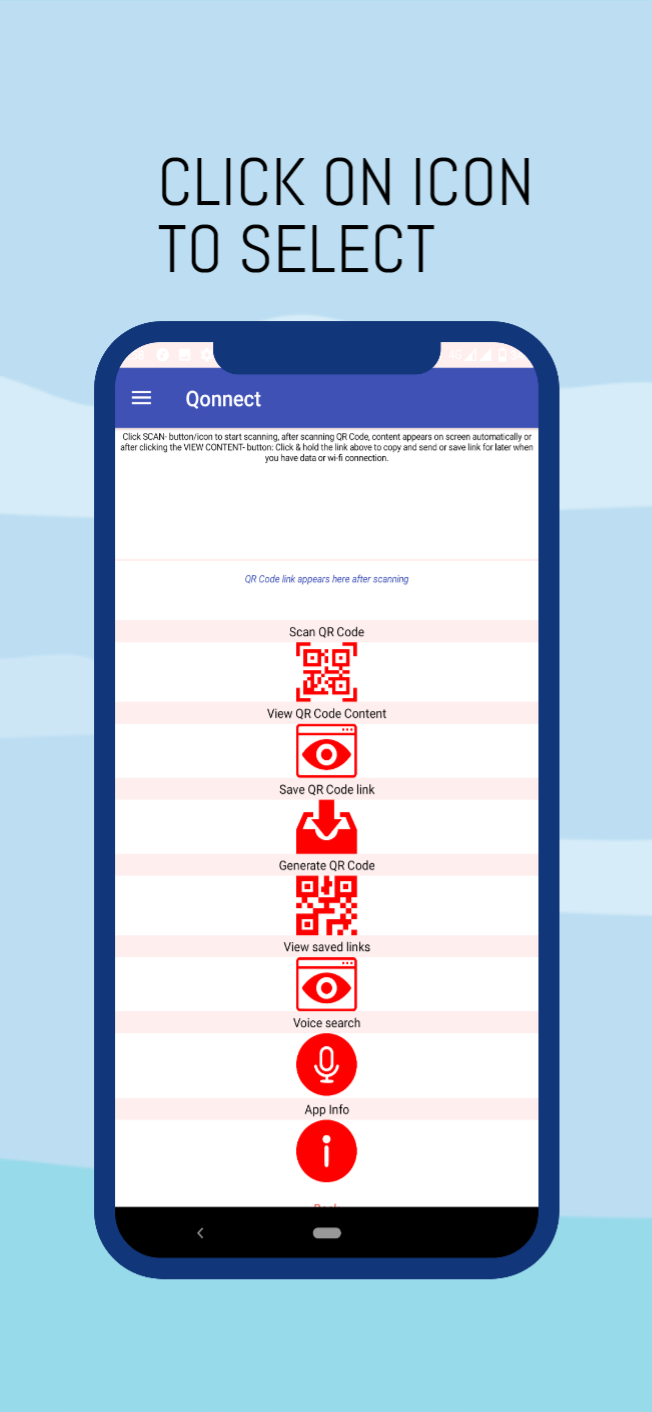 CLICK ON ICON
TO SELECT
4G
Qonnect
Click SCAN- button/icon to start scanning, after scanning QR Code, content appears on screen automatically or
after clicking the VIEW CONTENT- button: Click & hold the link above to copy and send or save link for later when
you have data or wi-fi connection.
QR Code link appears here after scanning
Scan QR Code
View QR Code Content
Save QR Code link
Generate QR Code
View saved links
Voice search
App Info